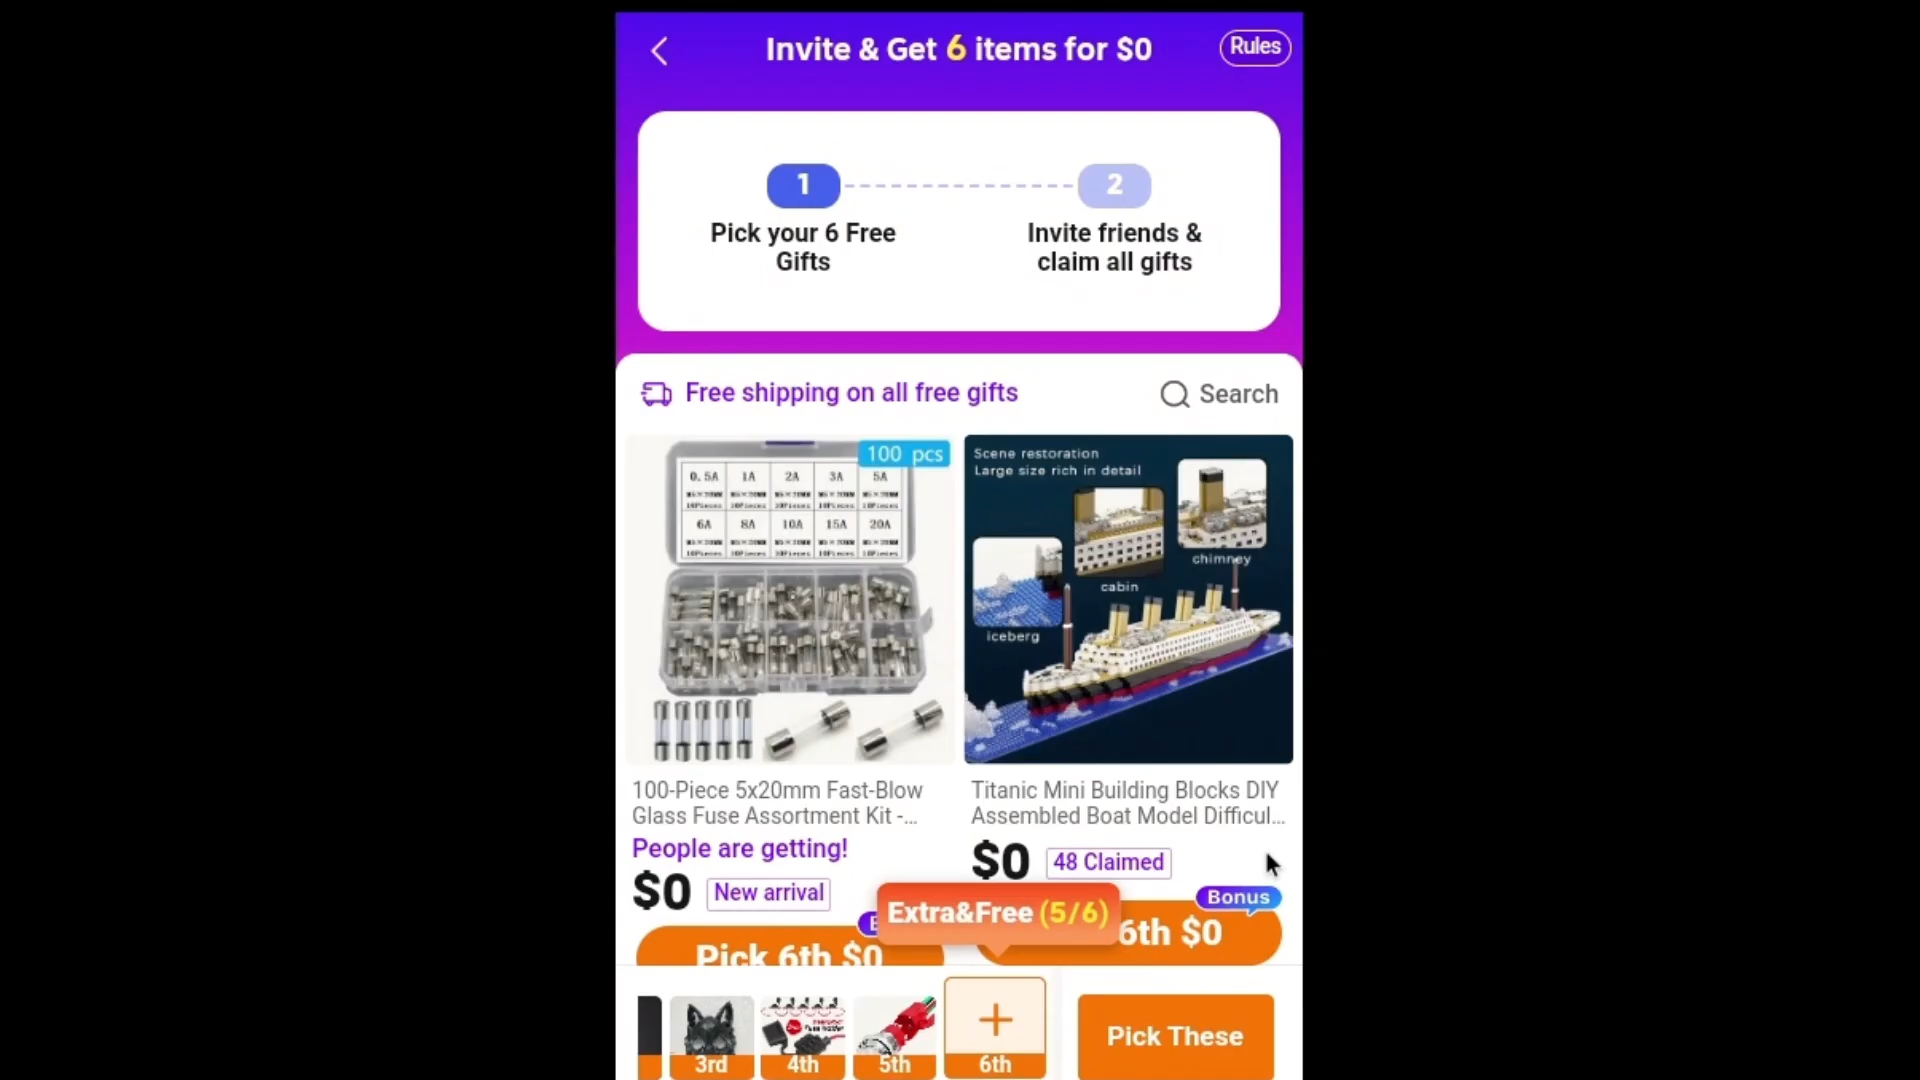 Invite & Get 6 items for $0
Rules
1
2
Pick your 6 Free
Gifts
Invite friends &
claim all gifts
Free shipping on all free gifts
Search
100 pcs
0.5A 1A 2A 3A 5A
6A 8A 10A 15A 20A
Scene restoration
Large size rich in detail
chimney
cabin
iceberg
100-Piece 5x20mm Fast-Blow
Glass Fuse Assortment Kit -...
People are getting!
$0 New arrival
Pick 6th $0
Titanic Mini Building Blocks DIY
Assembled Boat Model Difficul...
$0 48 Claimed
Bonus
6th $0
Extra&Free (5/6)
3rd
4th
5th
6th
Pick These